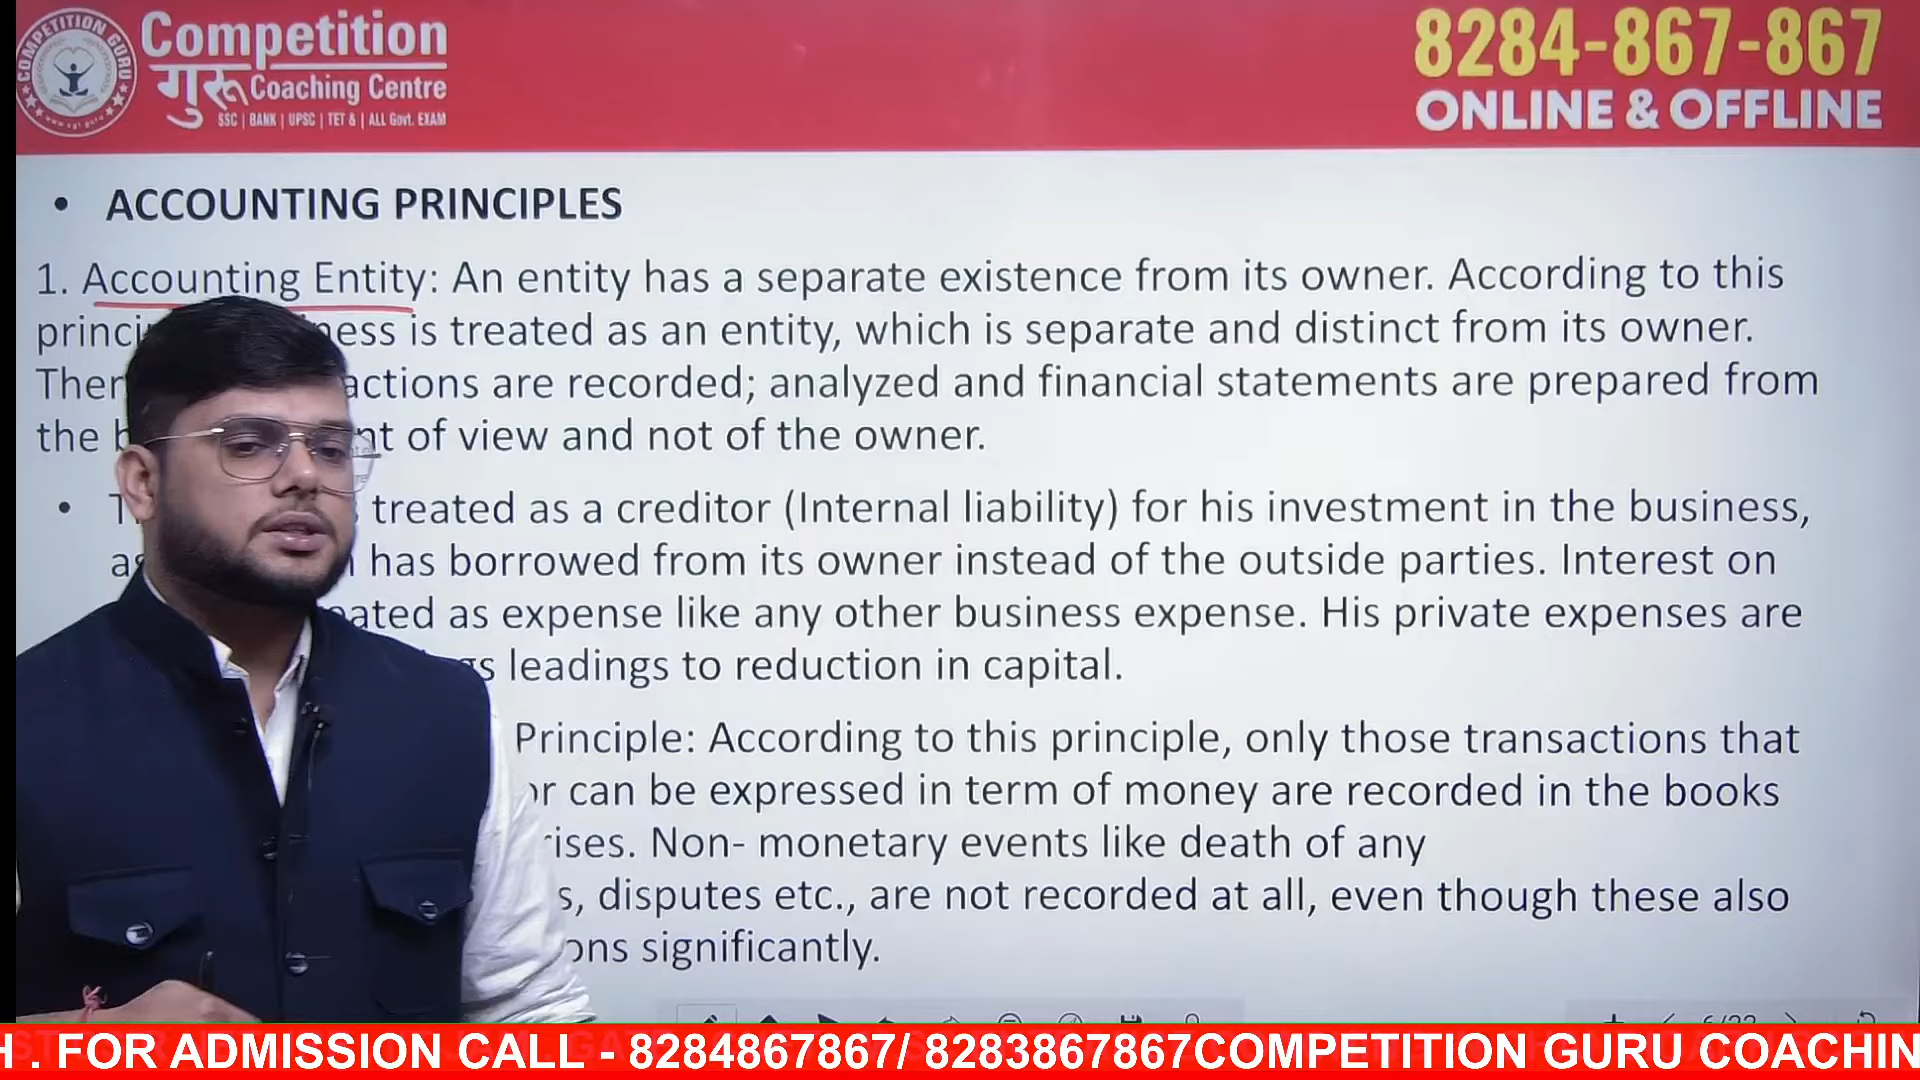 COMPETITION GURU
Competition
गुरू Coaching Centre
SSC | BANK | UPSC | TET & | ALL Govt. EXAM
8284-867-867
ONLINE & OFFLINE
• ACCOUNTING PRINCIPLES
1. Accounting Entity: An entity has a separate existence from its owner. According to this
is treated as an entity, which is separate and distinct from its owner.
are recorded; analyzed and financial statements are prepared from
the of view and not of the owner.
• treated as a creditor (Internal liability) for his investment in the business,
has borrowed from its owner instead of the outside parties. Interest on
as expense like any other business expense. His private expenses are
leadings to reduction in capital.
Principle: According to this principle, only those transactions that
or can be expressed in term of money are recorded in the books
Non- monetary events like death of any
disputes etc., are not recorded at all, even though these also
significantly.
H . FOR ADMISSION CALL - 8284867867/ 8283867867COMPETITION GURU COACHIN